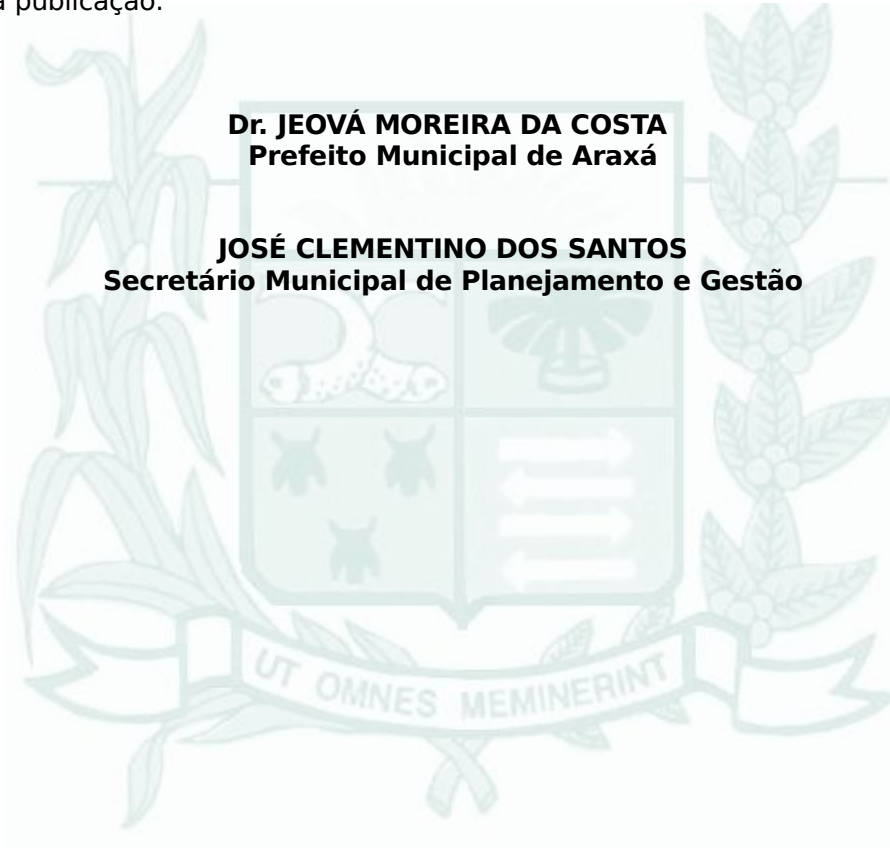 a publicação.
Dr. JEOVÁ MOREIRA DA COSTA
Prefeito Municipal de Araxá
JOSÉ CLEMENTINO DOS SANTOS
Secretário Municipal de Planejamento e Gestão
UT OMNES MEMINERINT